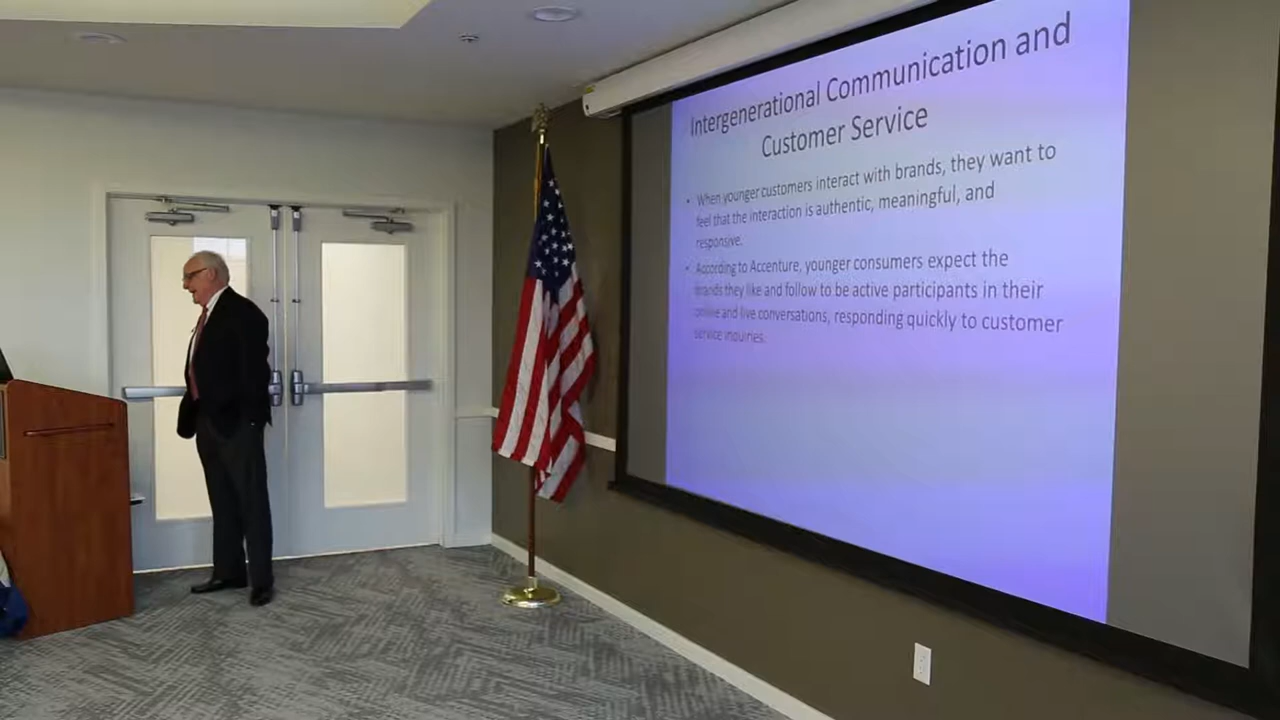 Intergenerational Communication and
Customer Service
• When younger customers interact with brands, they want to
feel that the interaction is authentic, meaningful, and
responsive.
• According to Accenture, younger consumers expect the
brands they like and follow to be active participants in their
online and live conversations, responding quickly to customer
service inquiries.